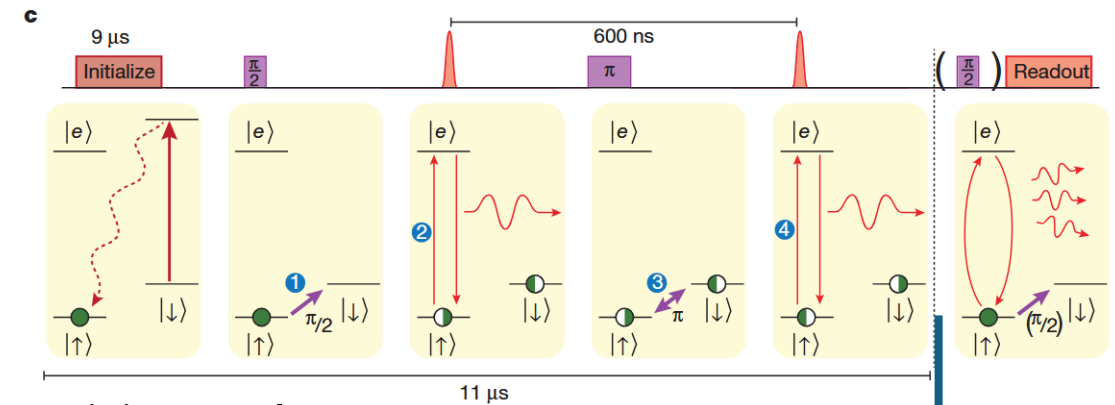 c
9 μs
600 ns
Initialize
π/2
π
( π/2 )
Readout
|e⟩
|e⟩
|e⟩
|e⟩
|e⟩
|e⟩
2
4
1
3
π/2
|↓⟩
|↓⟩
|↓⟩
π
|↓⟩
|↓⟩
(π/2)
|↓⟩
|↑⟩
|↑⟩
|↑⟩
|↑⟩
|↑⟩
|↑⟩
11 μs